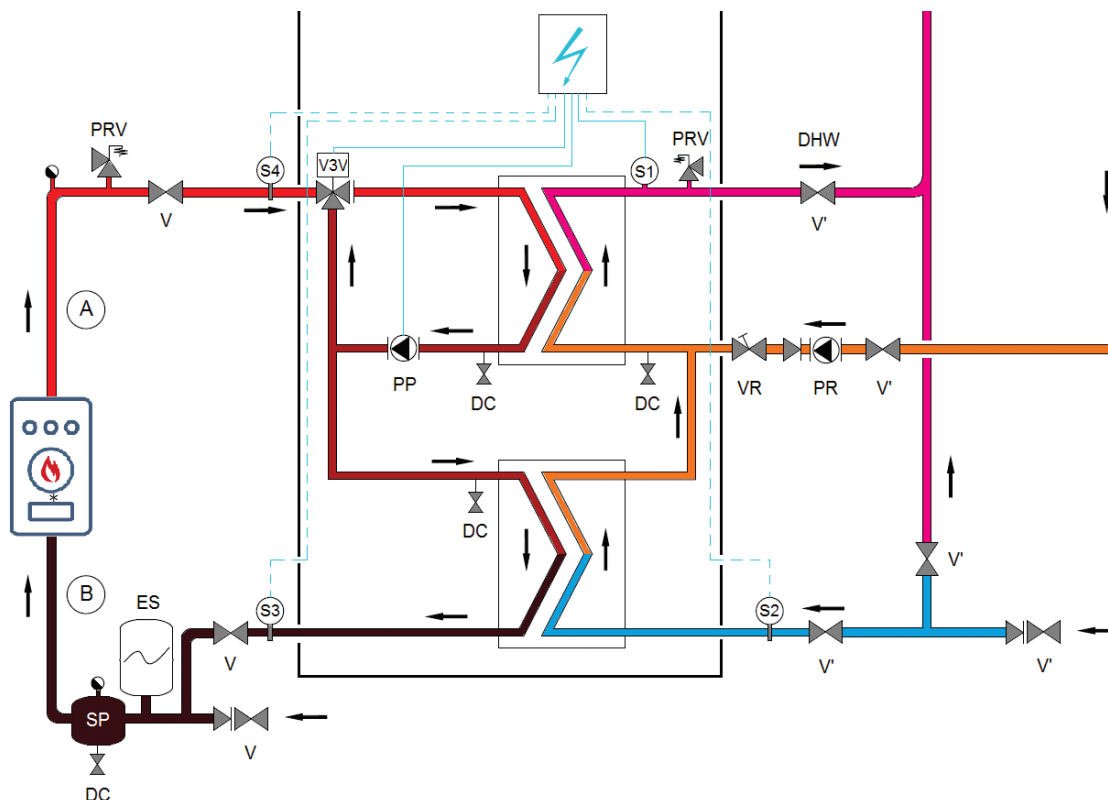 PRV
DHW
PRV
S4
V3V
S1
V
V'
A
PP
DC
DC
VR
PR
V'
DC
B
ES
S3
S2
V'
V
V'
V'
SP
V
DC